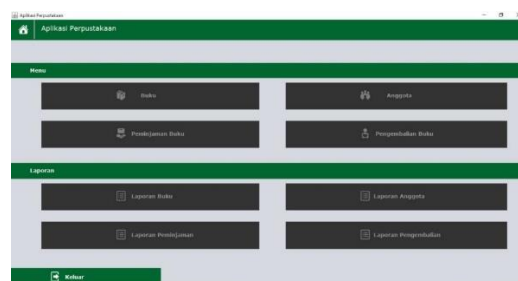 Aplikasi Perpustakaan
Aplikasi Perpustakaan
Menu
Buku
Anggota
Peminjaman Buku
Pengembalian Buku
Laporan
Laporan Buku
Laporan Anggota
Laporan Peminjaman
Laporan Pengembalian
Keluar